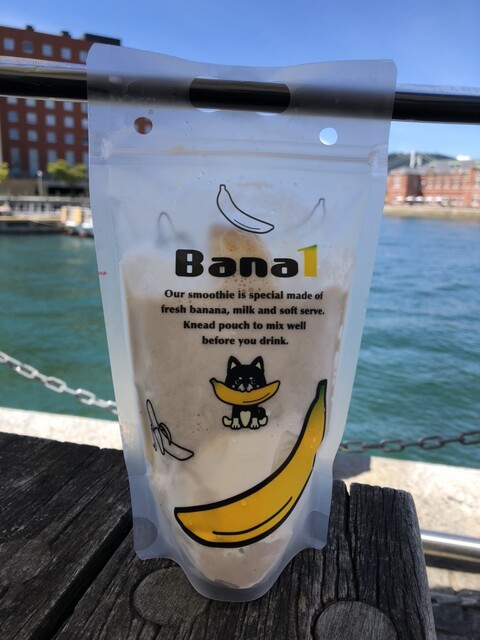 Bana1
Our smoothie is special made of
fresh banana, milk and soft serve.
Knead pouch to mix well
before you drink.